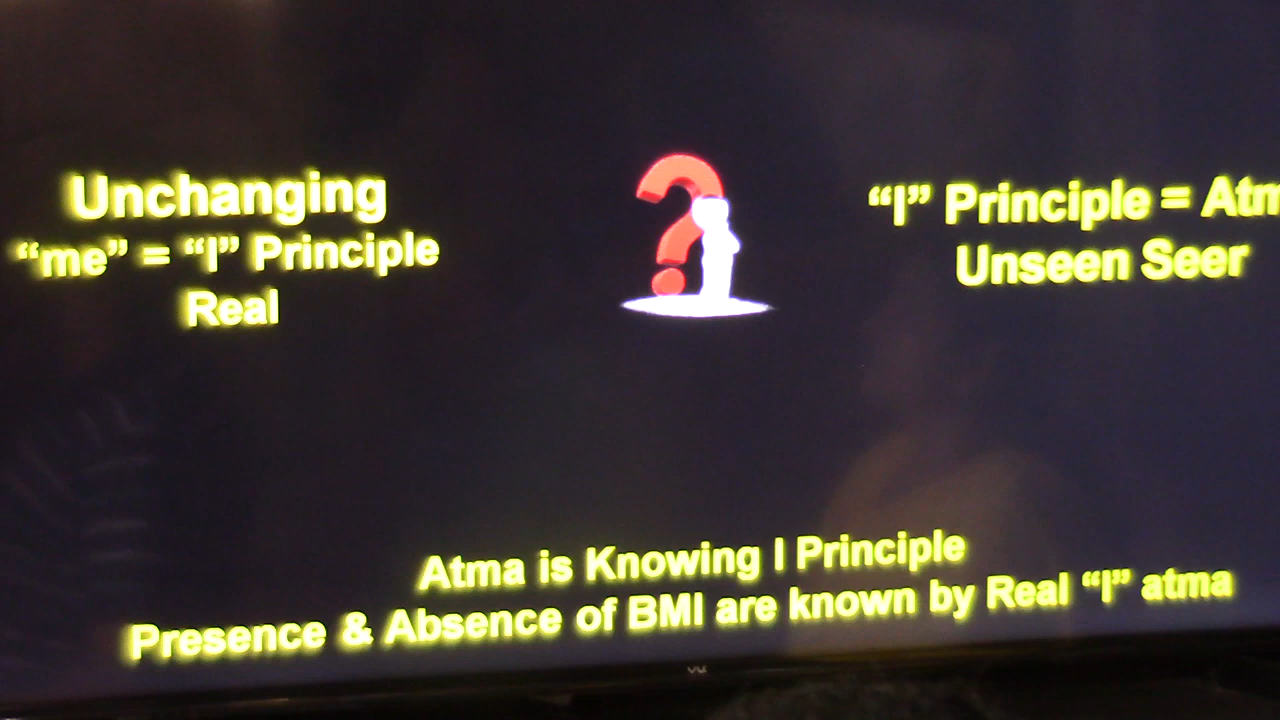 Unchanging
“me” = “I” Principle
Real
“I” Principle = Atm
Unseen Seer
Atma is Knowing I Principle
Presence & Absence of BMI are known by Real “I” atma
vu